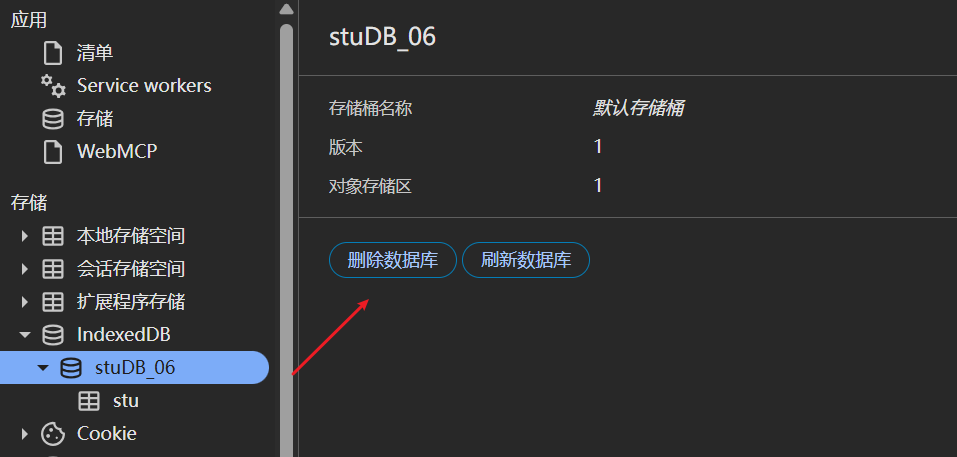 应用
清单
Service workers
存储
WebMCP
存储
本地存储空间
会话存储空间
扩展程序存储
IndexedDB
stuDB_06
stu
Cookie
stuDB_06
存储桶名称 默认存储桶
版本 1
对象存储区 1
删除数据库 刷新数据库